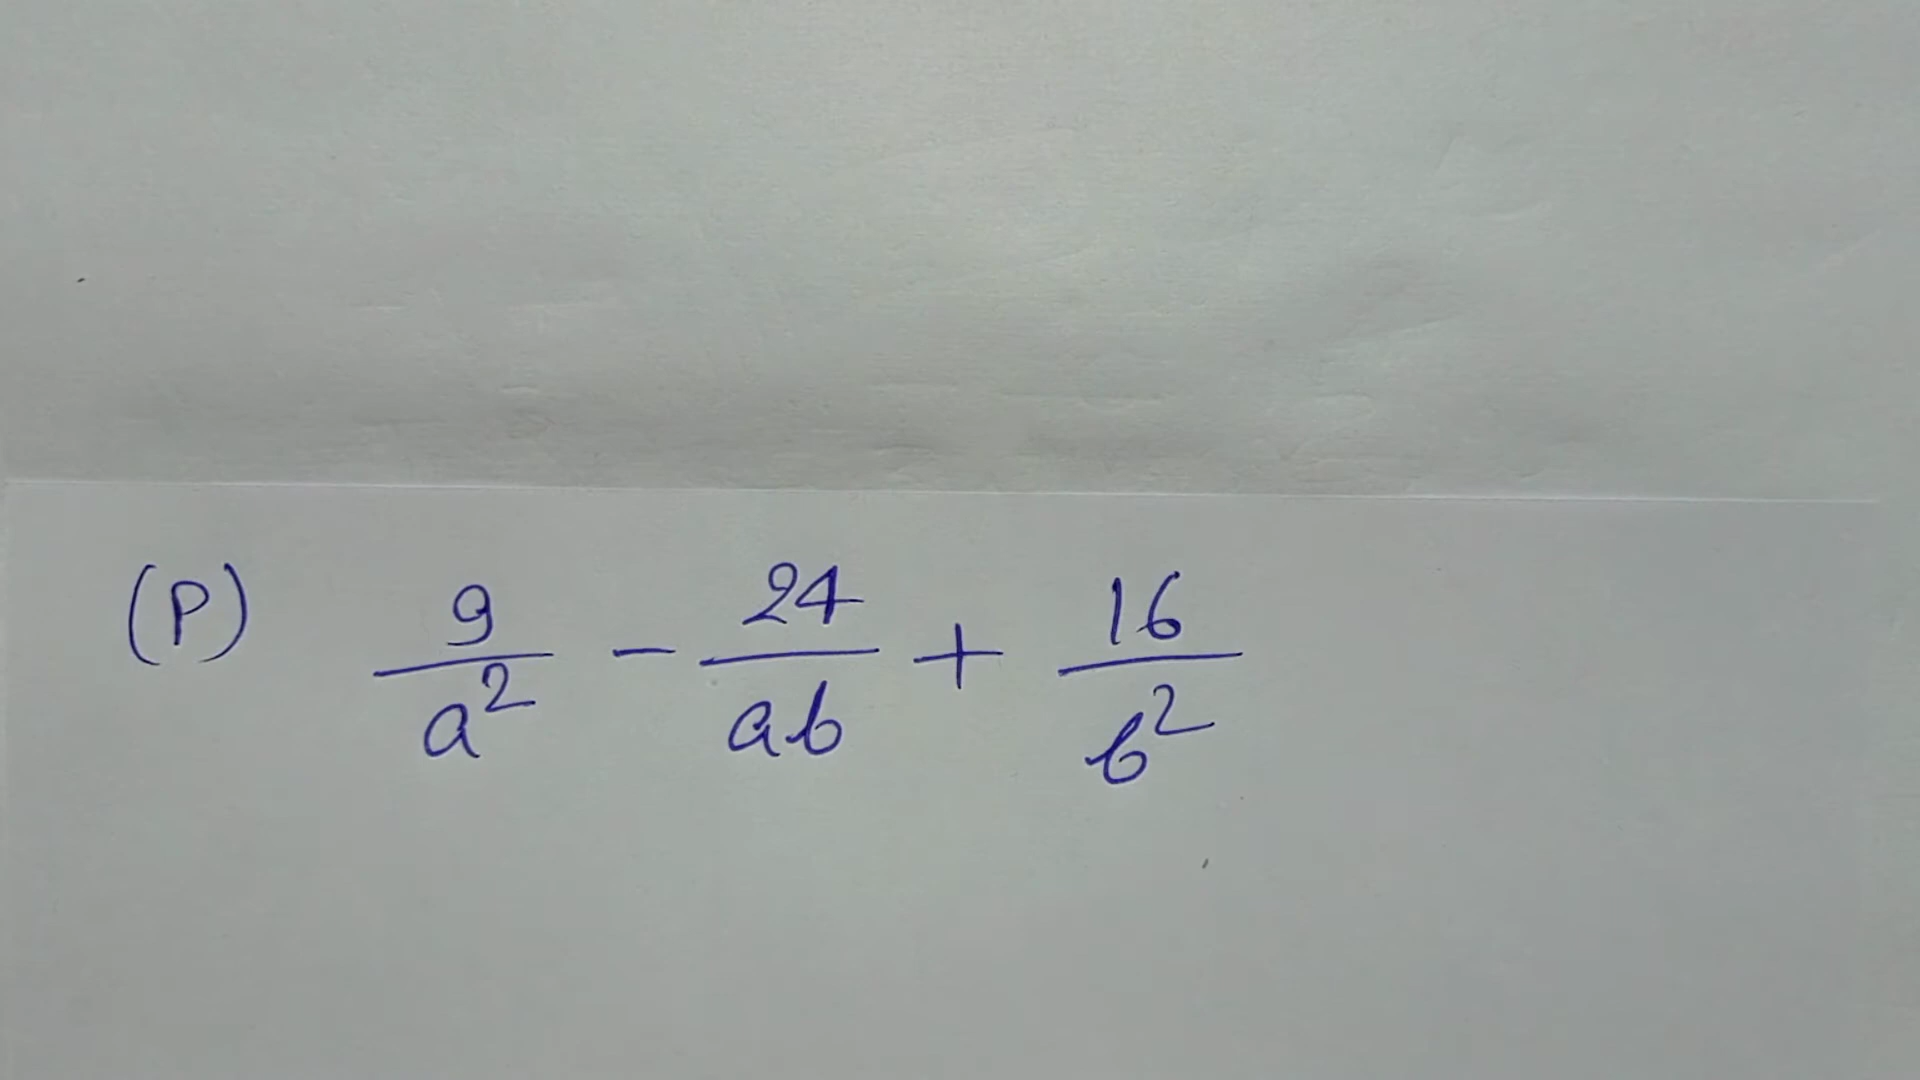 (P) 9/a² - 24/ab + 16/b²